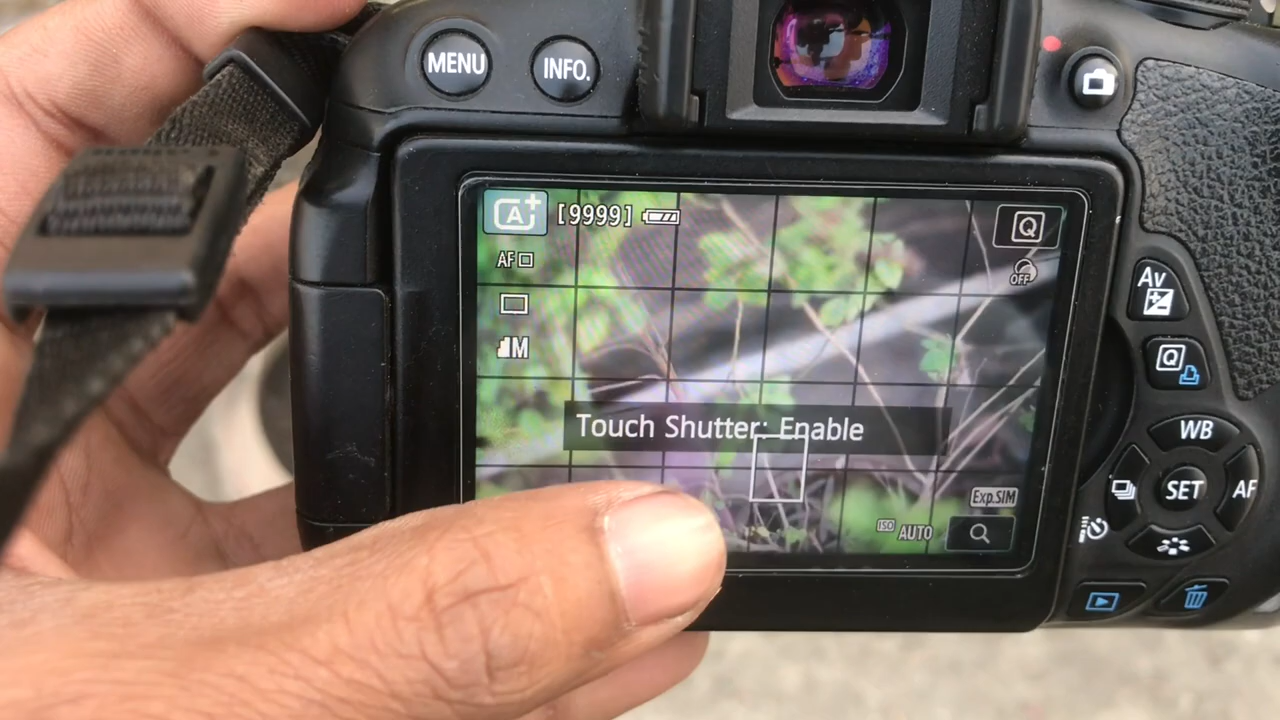 MENU
INFO.
A+
[9999]
Q
AF
OFF
M
Touch Shutter: Enable
Exp.SIM
ISO AUTO
Av
Q
WB
SET
AF